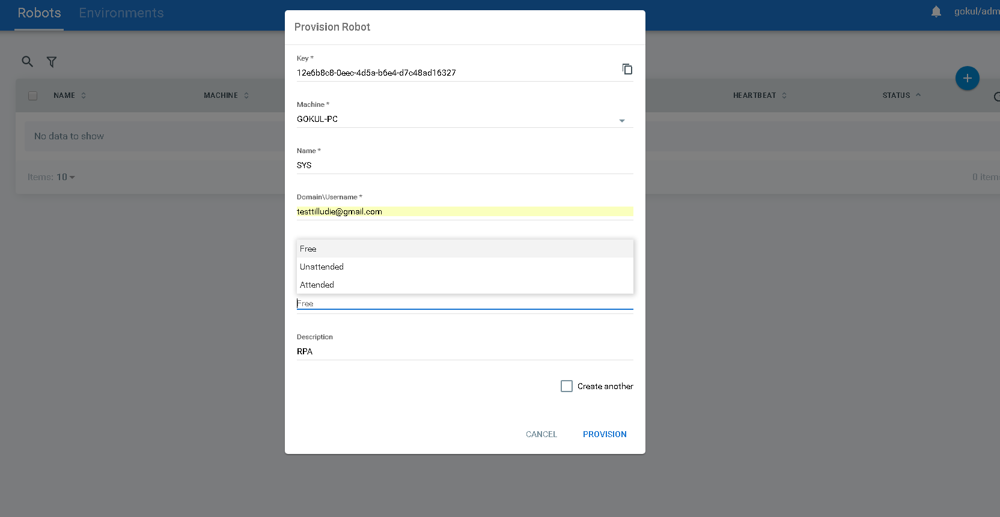 Robots Environments
gokul/adm
Provision Robot
Key *
12e6b8c8-0eec-4d5a-b6e4-d7c48ad16327
NAME MACHINE HEARTBEAT STATUS
Machine *
GOKUL-PC
No data to show
Name *
SYS
Items: 10
0 items
Domain\Username *
testtilludie@gmail.com
Free
Unattended
Attended
Free
Description
RPA
Create another
CANCEL PROVISION